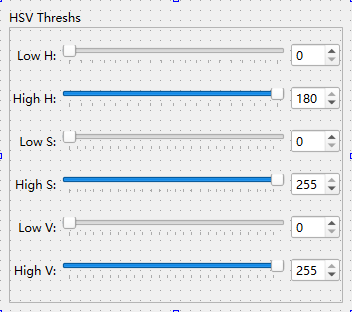 HSV Threshs
Low H: 0
High H: 180
Low S: 0
High S: 255
Low V: 0
High V: 255